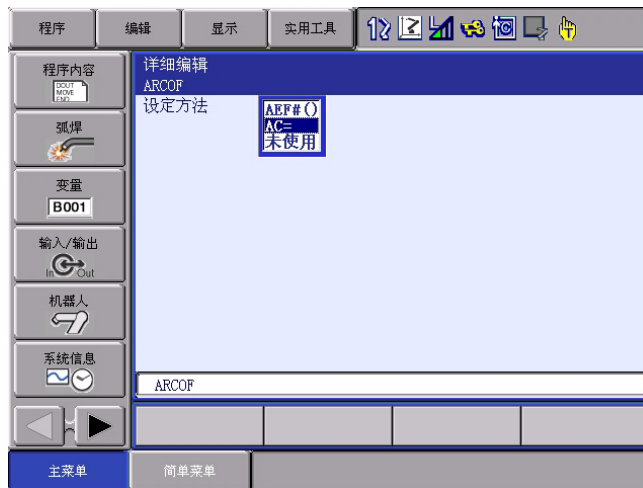 程序
编辑
显示
实用工具
程序内容
DOUT
MOVE
END
弧焊
变量
B001
输入/输出
In Out
机器人
系统信息
详细编辑
ARCOF
设定方法
AEF#()
AC=
未使用
ARCOF
主菜单
简单菜单